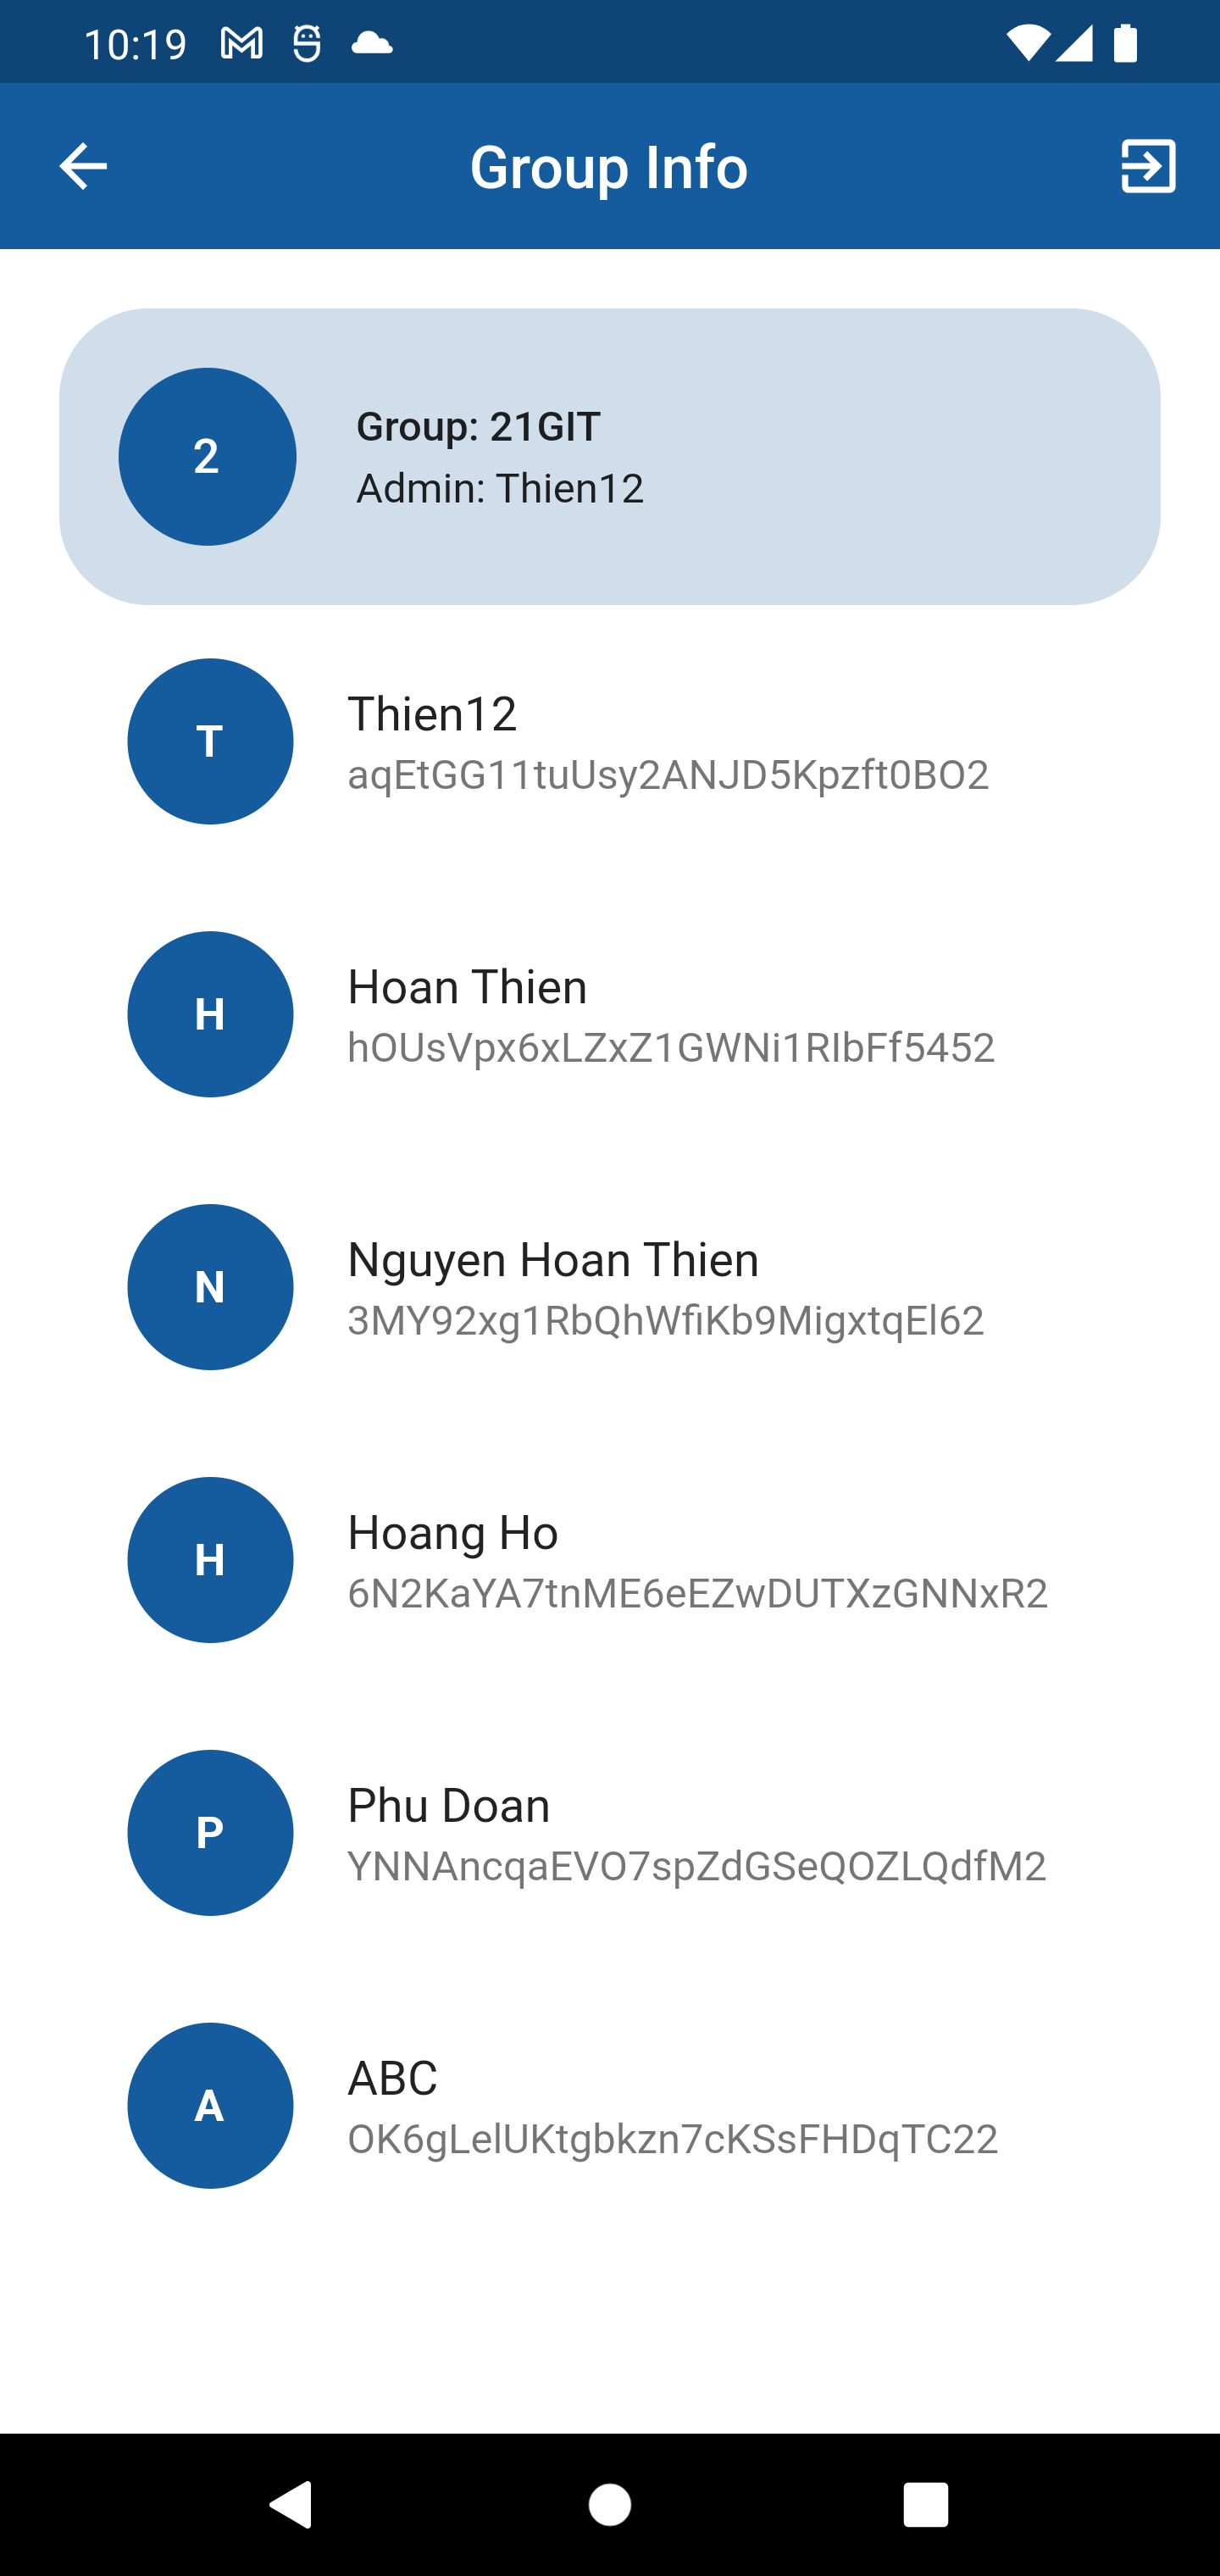 10:19
Group Info
2
Group: 21GIT
Admin: Thien12
T
Thien12
aqEtGG11tuUsy2ANJD5Kpzft0BO2
H
Hoan Thien
hOUsVpx6xLZxZ1GWNi1RIbFf5452
N
Nguyen Hoan Thien
3MY92xg1RbQhWfiKb9MigxtqEl62
H
Hoang Ho
6N2KaYA7tnME6eEZwDUTXzGNNxR2
P
Phu Doan
YNNAncqaEVO7spZdGSeQOZLQdfM2
A
ABC
OK6gLelUKtgbkzn7cKSsFHDqTC22